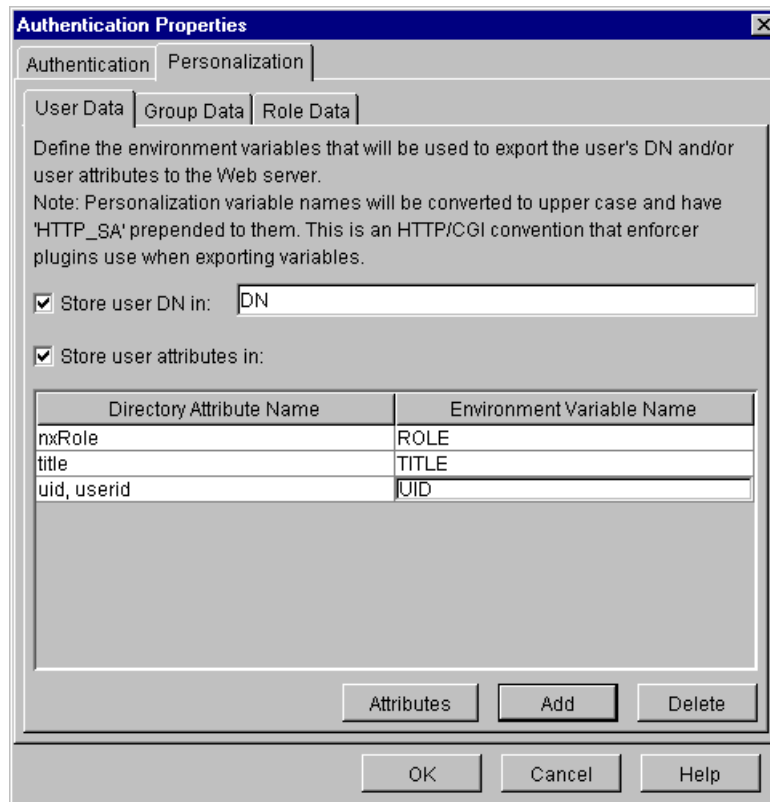 Authentication Properties
Authentication Personalization
User Data Group Data Role Data
Define the environment variables that will be used to export the user's DN and/or
user attributes to the Web server.
Note: Personalization variable names will be converted to upper case and have
'HTTP_SA' prepended to them. This is an HTTP/CGI convention that enforcer
plugins use when exporting variables.
Store user DN in: DN
Store user attributes in:
Directory Attribute Name Environment Variable Name
nxRole ROLE
title TITLE
uid, userid UID
Attributes Add Delete
OK Cancel Help